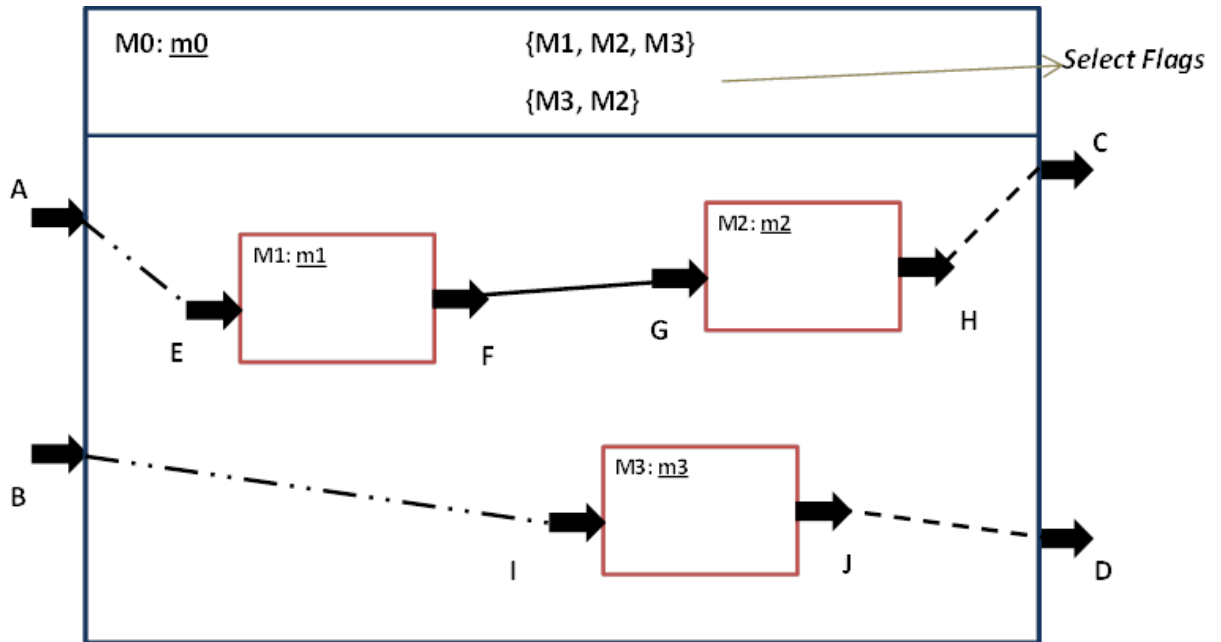 M0: m0
{M1, M2, M3}
Select Flags
{M3, M2}
C
A
M2: m2
M1: m1
H
G
E
F
M3: m3
B
I
J
D